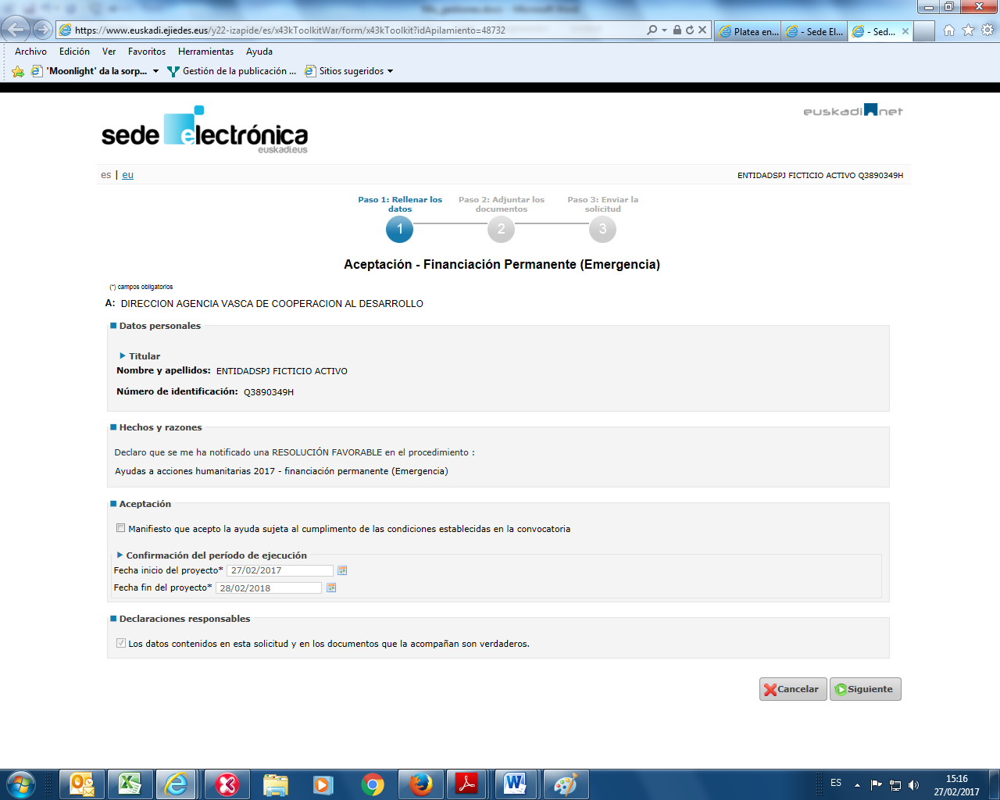 https://www.euskadi.ejiedes.eus/y22-izapide/es/x43kToolkitWar/form/x43kToolkit?idApilamiento=48732
Platea en...
- Sede El...
- Sed...
Archivo Edición Ver Favoritos Herramientas Ayuda
'Moonlight' da la sorp... Gestión de la publicación ... Sitios sugeridos
sede electrónica
euskadi.eus
euskadi net
es | eu
ENTIDADSPJ FICTICIO ACTIVO Q3890349H
Paso 1: Rellenar los datos
Paso 2: Adjuntar los documentos
Paso 3: Enviar la solicitud
1 2 3
Aceptación - Financiación Permanente (Emergencia)
(*) campos obligatorios
A: DIRECCION AGENCIA VASCA DE COOPERACION AL DESARROLLO
Datos personales
Titular
Nombre y apellidos: ENTIDADSPJ FICTICIO ACTIVO
Número de identificación: Q3890349H
Hechos y razones
Declaro que se me ha notificado una RESOLUCIÓN FAVORABLE en el procedimiento :
Ayudas a acciones humanitarias 2017 - financiación permanente (Emergencia)
Aceptación
Manifiesto que acepto la ayuda sujeta al cumplimento de las condiciones establecidas en la convocatoria
Confirmación del período de ejecución
Fecha inicio del proyecto* 27/02/2017
Fecha fin del proyecto* 28/02/2018
Declaraciones responsables
Los datos contenidos en esta solicitud y en los documentos que la acompañan son verdaderos.
Cancelar Siguiente
ES
15:16
27/02/2017